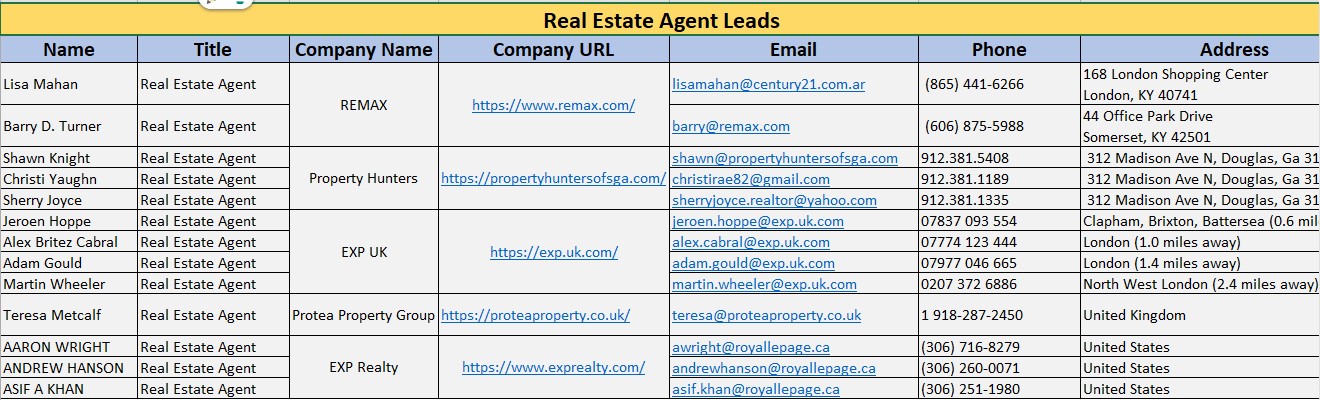 Real Estate Agent Leads
Name Title Company Name Company URL Email Phone Address
Lisa Mahan Real Estate Agent REMAX https://www.remax.com/ lisamahan@century21.com.ar (865) 441-6266 168 London Shopping Center
London, KY 40741
Barry D. Turner Real Estate Agent barry@remax.com (606) 875-5988 44 Office Park Drive
Somerset, KY 42501
Shawn Knight Real Estate Agent Property Hunters https://propertyhuntersofsga.com/ shawn@propertyhuntersofsga.com 912.381.5408 312 Madison Ave N, Douglas, Ga 31
Christi Yaughn Real Estate Agent christirae82@gmail.com 912.381.1189 312 Madison Ave N, Douglas, Ga 31
Sherry Joyce Real Estate Agent sherryjoyce.realtor@yahoo.com 912.381.1335 312 Madison Ave N, Douglas, Ga 31
Jeroen Hoppe Real Estate Agent EXP UK https://exp.uk.com/ jeroen.hoppe@exp.uk.com 07837 093 554 Clapham, Brixton, Battersea (0.6 mil
Alex Britez Cabral Real Estate Agent alex.cabral@exp.uk.com 07774 123 444 London (1.0 miles away)
Adam Gould Real Estate Agent adam.gould@exp.uk.com 07977 046 665 London (1.4 miles away)
Martin Wheeler Real Estate Agent martin.wheeler@exp.uk.com 0207 372 6886 North West London (2.4 miles away)
Teresa Metcalf Real Estate Agent Protea Property Group https://proteaproperty.co.uk/ teresa@proteaproperty.co.uk 1 918-287-2450 United Kingdom
AARON WRIGHT Real Estate Agent EXP Realty https://www.exprealty.com/ awright@royallepage.ca (306) 716-8279 United States
ANDREW HANSON Real Estate Agent andrewhanson@royallepage.ca (306) 260-0071 United States
ASIF A KHAN Real Estate Agent asif.khan@royallepage.ca (306) 251-1980 United States